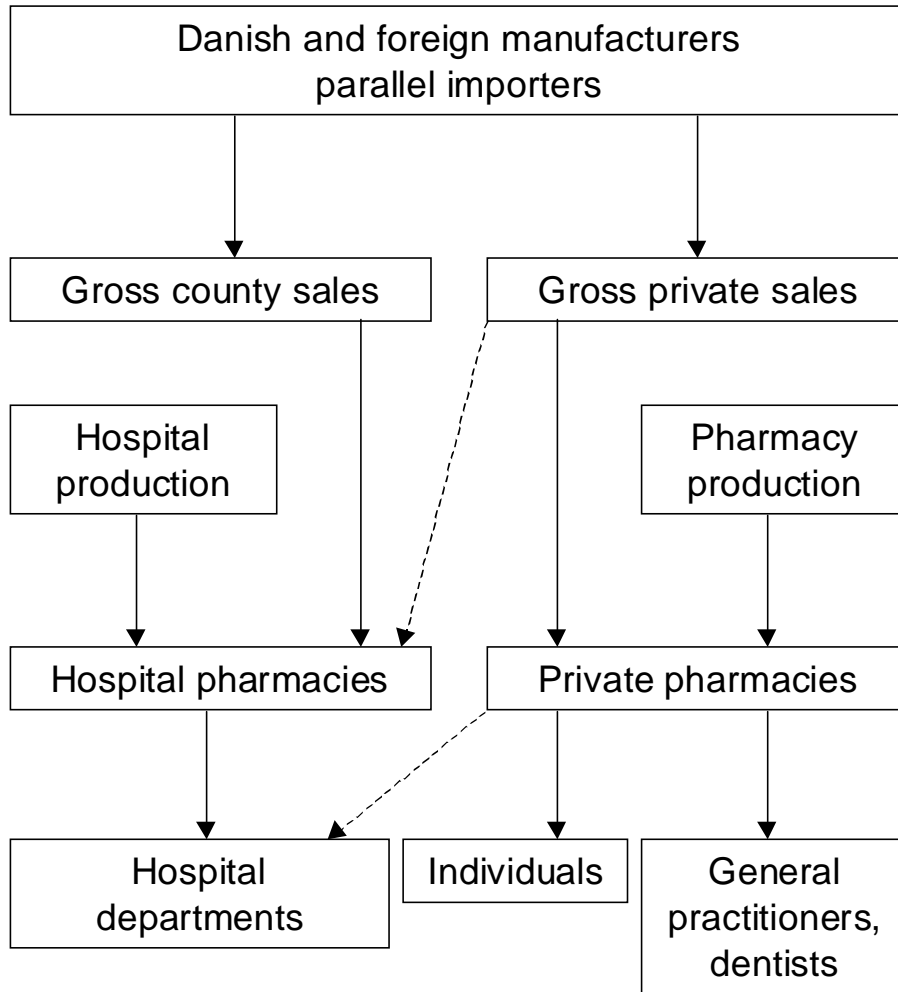 Danish and foreign manufacturers
parallel importers
Gross county sales
Gross private sales
Hospital
production
Pharmacy
production
Hospital pharmacies
Private pharmacies
Hospital
departments
Individuals
General
practitioners,
dentists